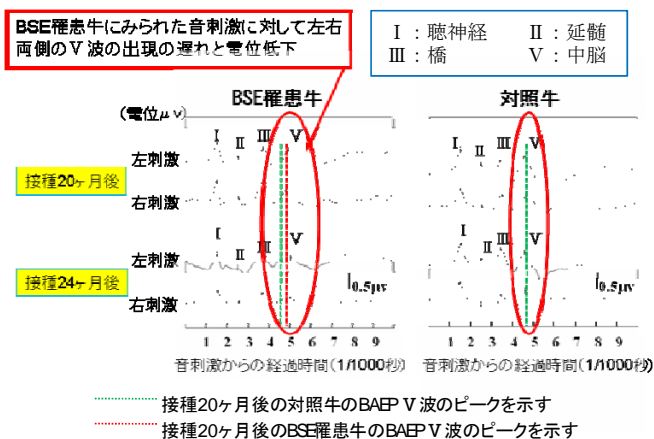 BSE罹患牛にみられた音刺激に対して左右
両側のⅤ波の出現の遅れと電位低下
Ⅰ：聴神経 Ⅱ：延髄
Ⅲ：橋 Ⅴ：中脳
BSE罹患牛
対照牛
(電位μv)
Ⅰ Ⅱ Ⅲ Ⅴ
Ⅰ Ⅱ Ⅲ Ⅴ
左刺激
接種20ヶ月後
右刺激
Ⅰ Ⅱ Ⅲ Ⅴ
Ⅰ Ⅱ Ⅲ Ⅴ
左刺激
接種24ヶ月後
0.5μv
0.5μv
右刺激
1 2 3 4 5 6 7 8 9
1 2 3 4 5 6 7 8 9
音刺激からの経過時間(1/1000秒)
音刺激からの経過時間(1/1000秒)
接種20ヶ月後の対照牛のBAEPⅤ波のピークを示す
接種20ヶ月後のBSE罹患牛のBAEPⅤ波のピークを示す